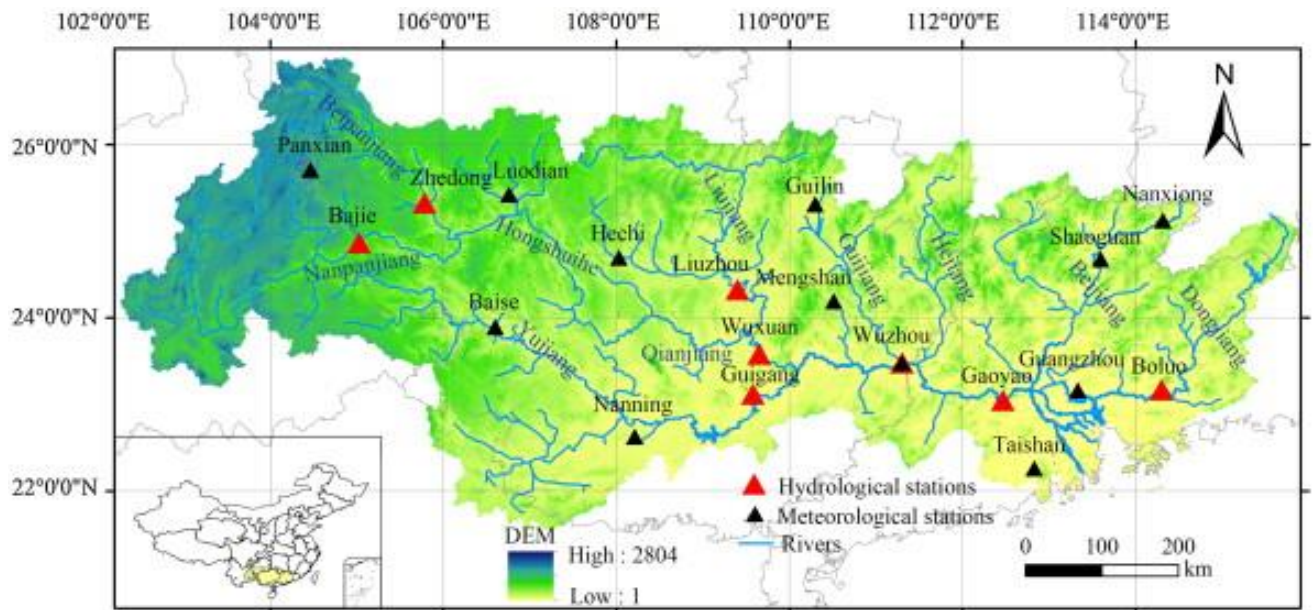 102°0'0"E 104°0'0"E 106°0'0"E 108°0'0"E 110°0'0"E 112°0'0"E 114°0'0"E
N
26°0'0"N
24°0'0"N
22°0'0"N
Beipanjiang
Panxian
Zhedong
Luodian
Bajie
Nanpanjiang
Hongshuihe
Hechi
Liujiang
Liuzhou
Guilin
Mengshan
Guijiang
Hejiang
Nanxiong
Shaoguan
Beijiang
Dongjiang
Baise
Yujiang
Wuxuan
Qianjiang
Guigang
Wuzhou
Gaoyao
Guangzhou
Boluo
Nanning
Taishan
Hydrological stations
Meteorological stations
Rivers
DEM
High : 2804
Low : 1
0 100 200
km